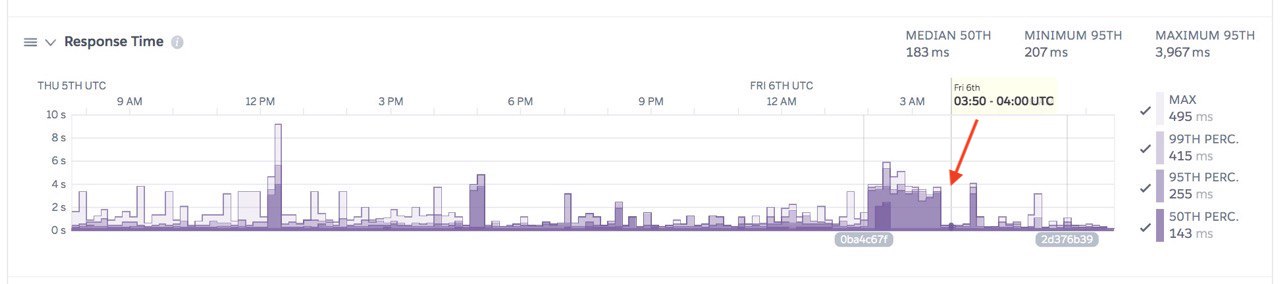 Response Time
MEDIAN 50TH
183 ms
MINIMUM 95TH
207 ms
MAXIMUM 95TH
3,967 ms
THU 5TH UTC
FRI 6TH UTC
9 AM
12 PM
3 PM
6 PM
9 PM
12 AM
3 AM
Fri 6th
03:50 - 04:00 UTC
10 s
8 s
6 s
4 s
2 s
0 s
0ba4c67f
2d376b39
MAX
495 ms
99TH PERC.
415 ms
95TH PERC.
255 ms
50TH PERC.
143 ms